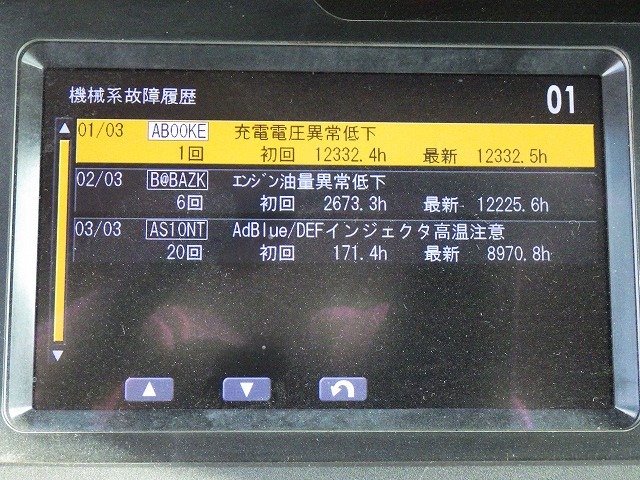 機械系故障履歴 01
01/03 AB00KE 充電電圧異常低下
1回 初回 12332.4h 最新 12332.5h
02/03 B@BAZK エンジン油量異常低下
6回 初回 2673.3h 最新 12225.6h
03/03 AS10NT AdBlue/DEFインジェクタ高温注意
20回 初回 171.4h 最新 8970.8h